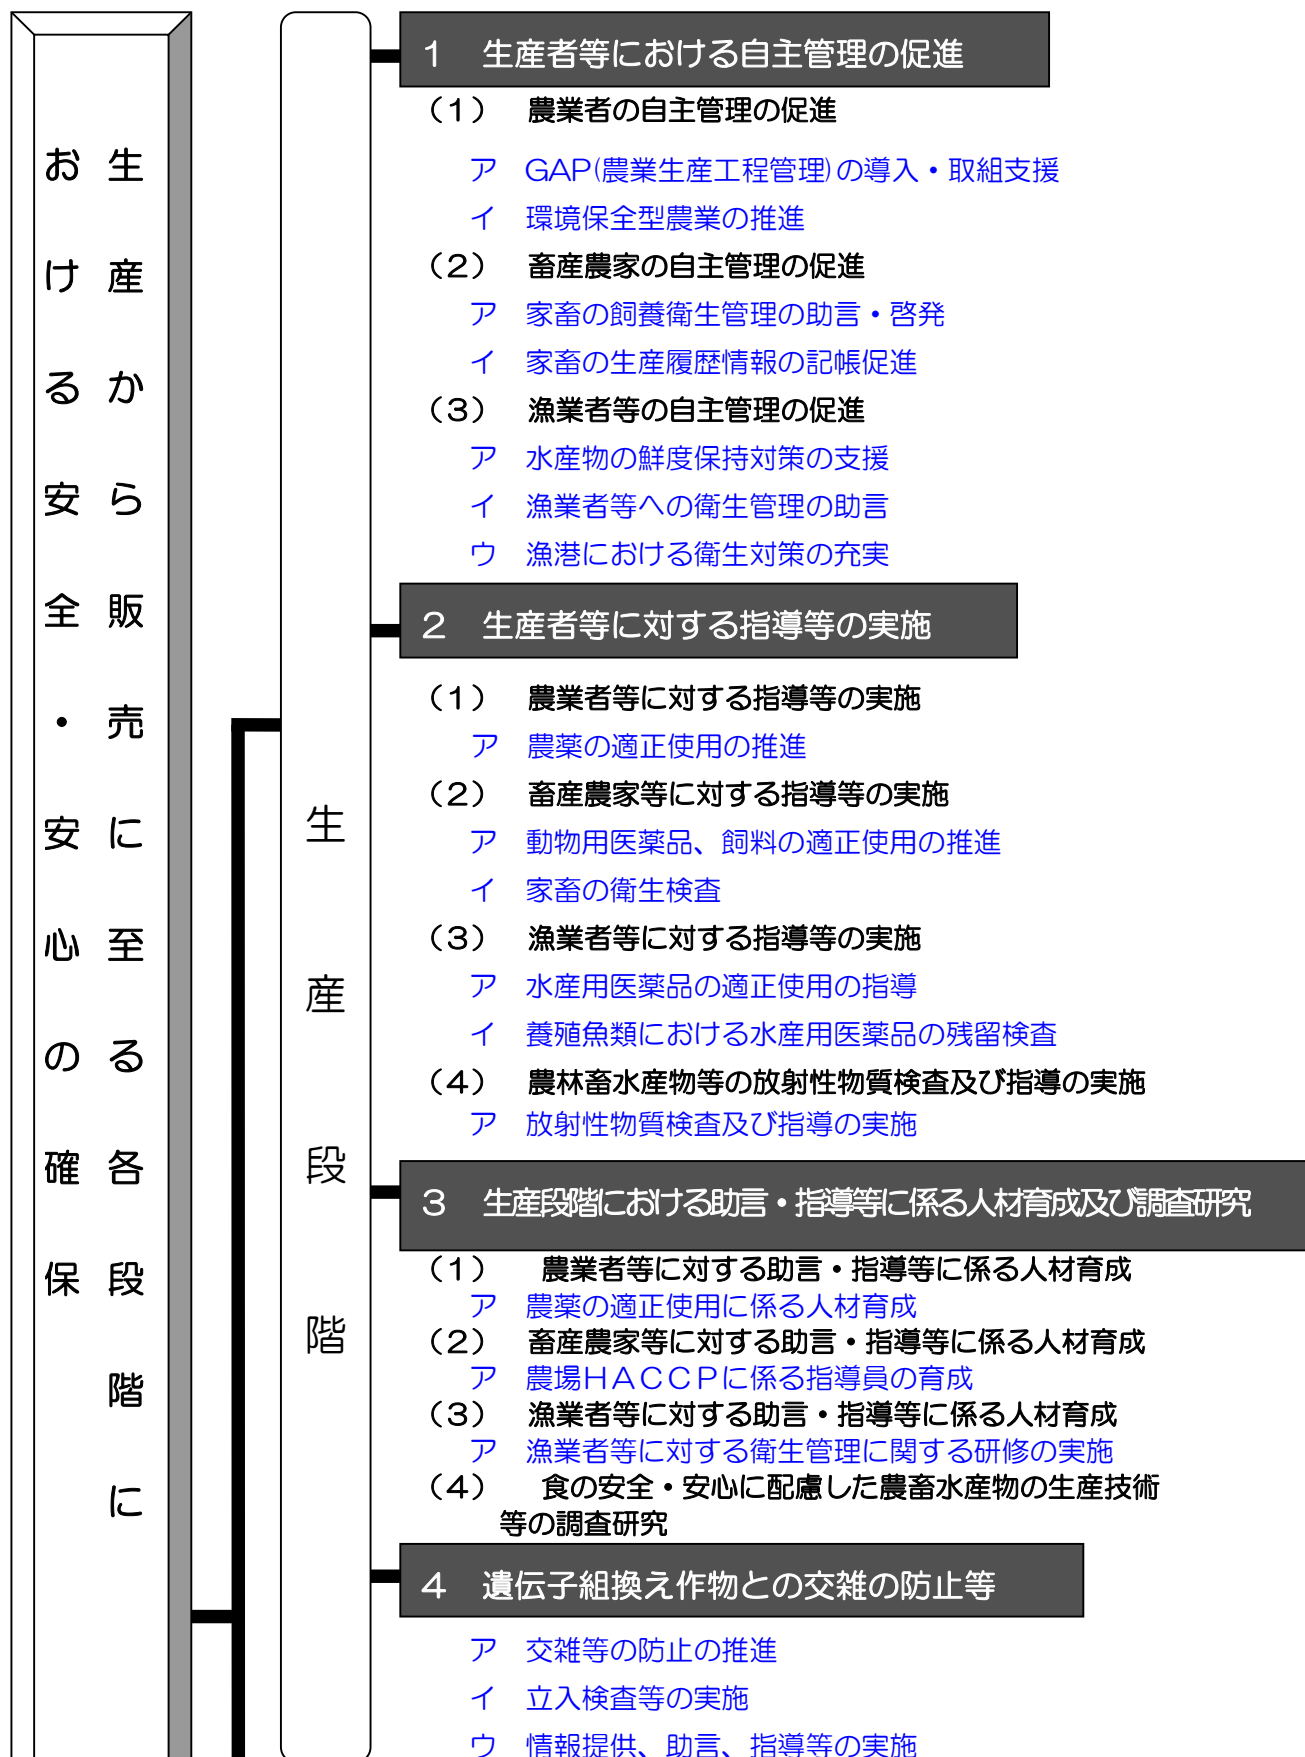 生産から販売に至る各段階に
おける安全・安心の確保
生産段階
１　生産者等における自主管理の促進
（１）　農業者の自主管理の促進
ア　GAP(農業生産工程管理)の導入・取組支援
イ　環境保全型農業の推進
（２）　畜産農家の自主管理の促進
ア　家畜の飼養衛生管理の助言・啓発
イ　家畜の生産履歴情報の記帳促進
（３）　漁業者等の自主管理の促進
ア　水産物の鮮度保持対策の支援
イ　漁業者等への衛生管理の助言
ウ　漁港における衛生対策の充実
２　生産者等に対する指導等の実施
（１）　農業者等に対する指導等の実施
ア　農薬の適正使用の推進
（２）　畜産農家等に対する指導等の実施
ア　動物用医薬品、飼料の適正使用の推進
イ　家畜の衛生検査
（３）　漁業者等に対する指導等の実施
ア　水産用医薬品の適正使用の指導
イ　養殖魚類における水産用医薬品の残留検査
（４）　農林畜水産物等の放射性物質検査及び指導の実施
ア　放射性物質検査及び指導の実施
３　生産段階における助言・指導等に係る人材育成及び調査研究
（１）　農業者等に対する助言・指導等に係る人材育成
ア　農薬の適正使用に係る人材育成
（２）　畜産農家等に対する助言・指導等に係る人材育成
ア　農場ＨＡＣＣＰに係る指導員の育成
（３）　漁業者等に対する助言・指導等に係る人材育成
ア　漁業者等に対する衛生管理に関する研修の実施
（４）　食の安全・安心に配慮した農畜水産物の生産技術
等の調査研究
４　遺伝子組換え作物との交雑の防止等
ア　交雑等の防止の推進
イ　立入検査等の実施
ウ　情報提供、助言、指導等の実施